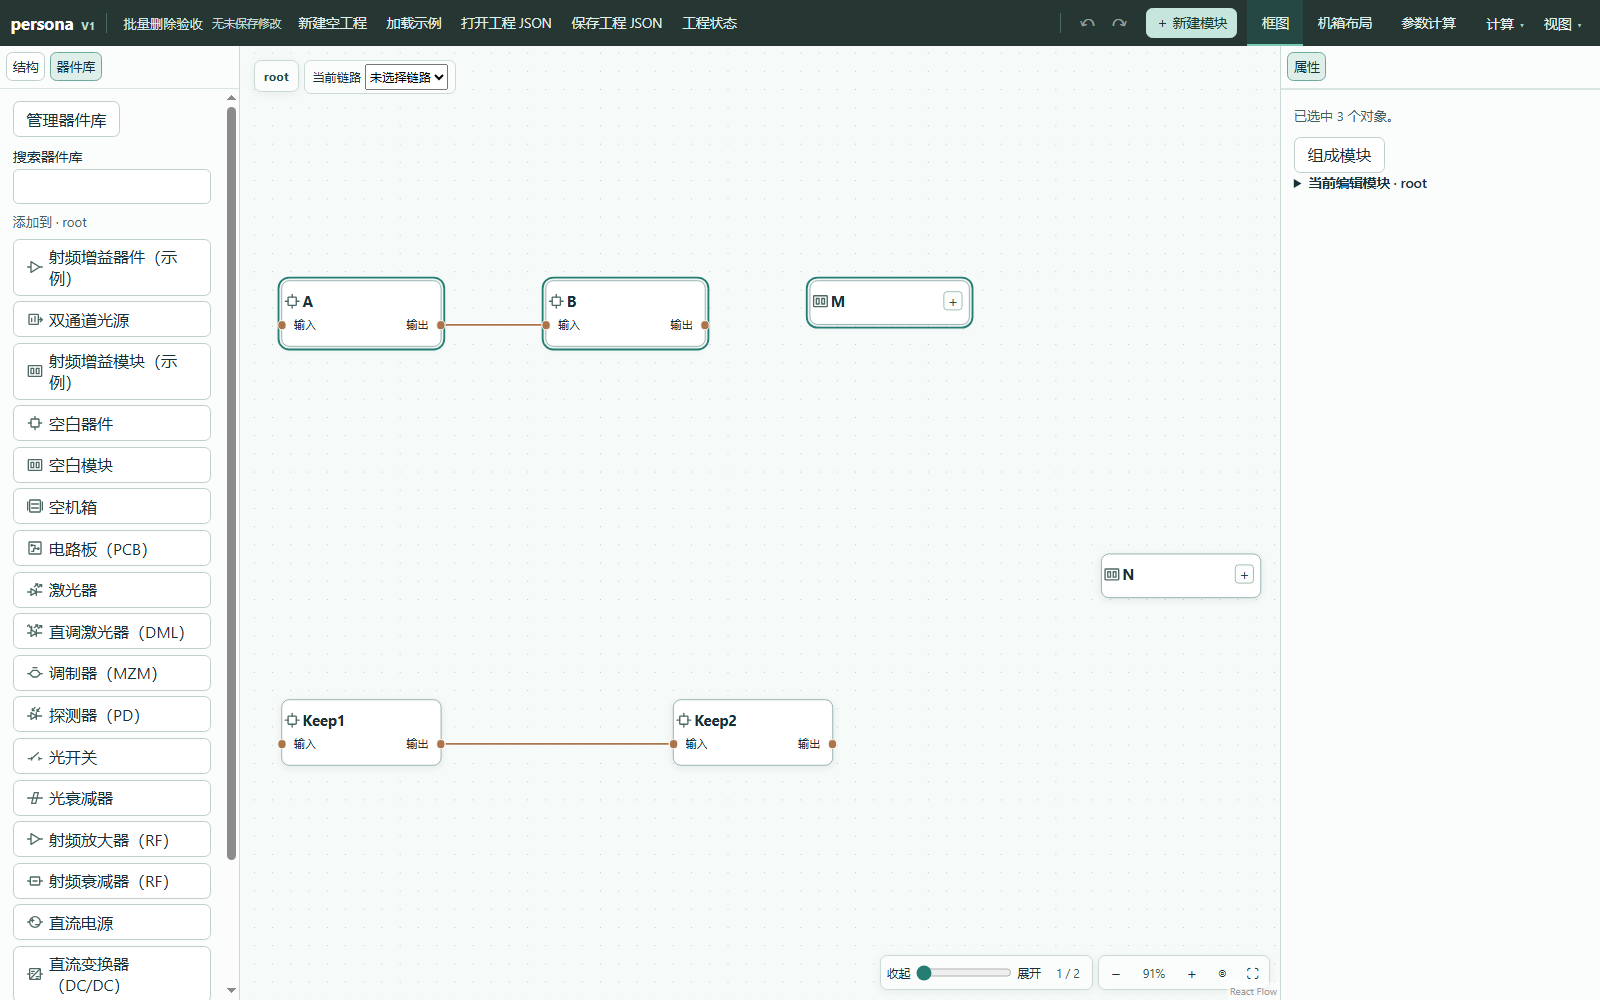 persona V1
批量删除验收
无未保存修改
新建空工程
加载示例
打开工程 JSON
保存工程 JSON
工程状态
+ 新建模块
框图
机箱布局
参数计算
计算
视图
结构
器件库
管理器件库
搜索器件库
添加到 · root
射频增益器件（示
例）
双通道光源
射频增益模块（示
例）
空白器件
空白模块
空机箱
电路板（PCB）
激光器
直调激光器（DML）
调制器（MZM）
探测器（PD）
光开关
光衰减器
射频放大器（RF）
射频衰减器（RF）
直流电源
直流变换器
（DC/DC）
root
当前链路
未选择链路
A
输入
输出
B
输入
输出
M
+
N
+
Keep1
输入
输出
Keep2
输入
输出
收起
展开
1 / 2
−
91%
+
React Flow
属性
已选中 3 个对象。
组成模块
当前编辑模块 · root